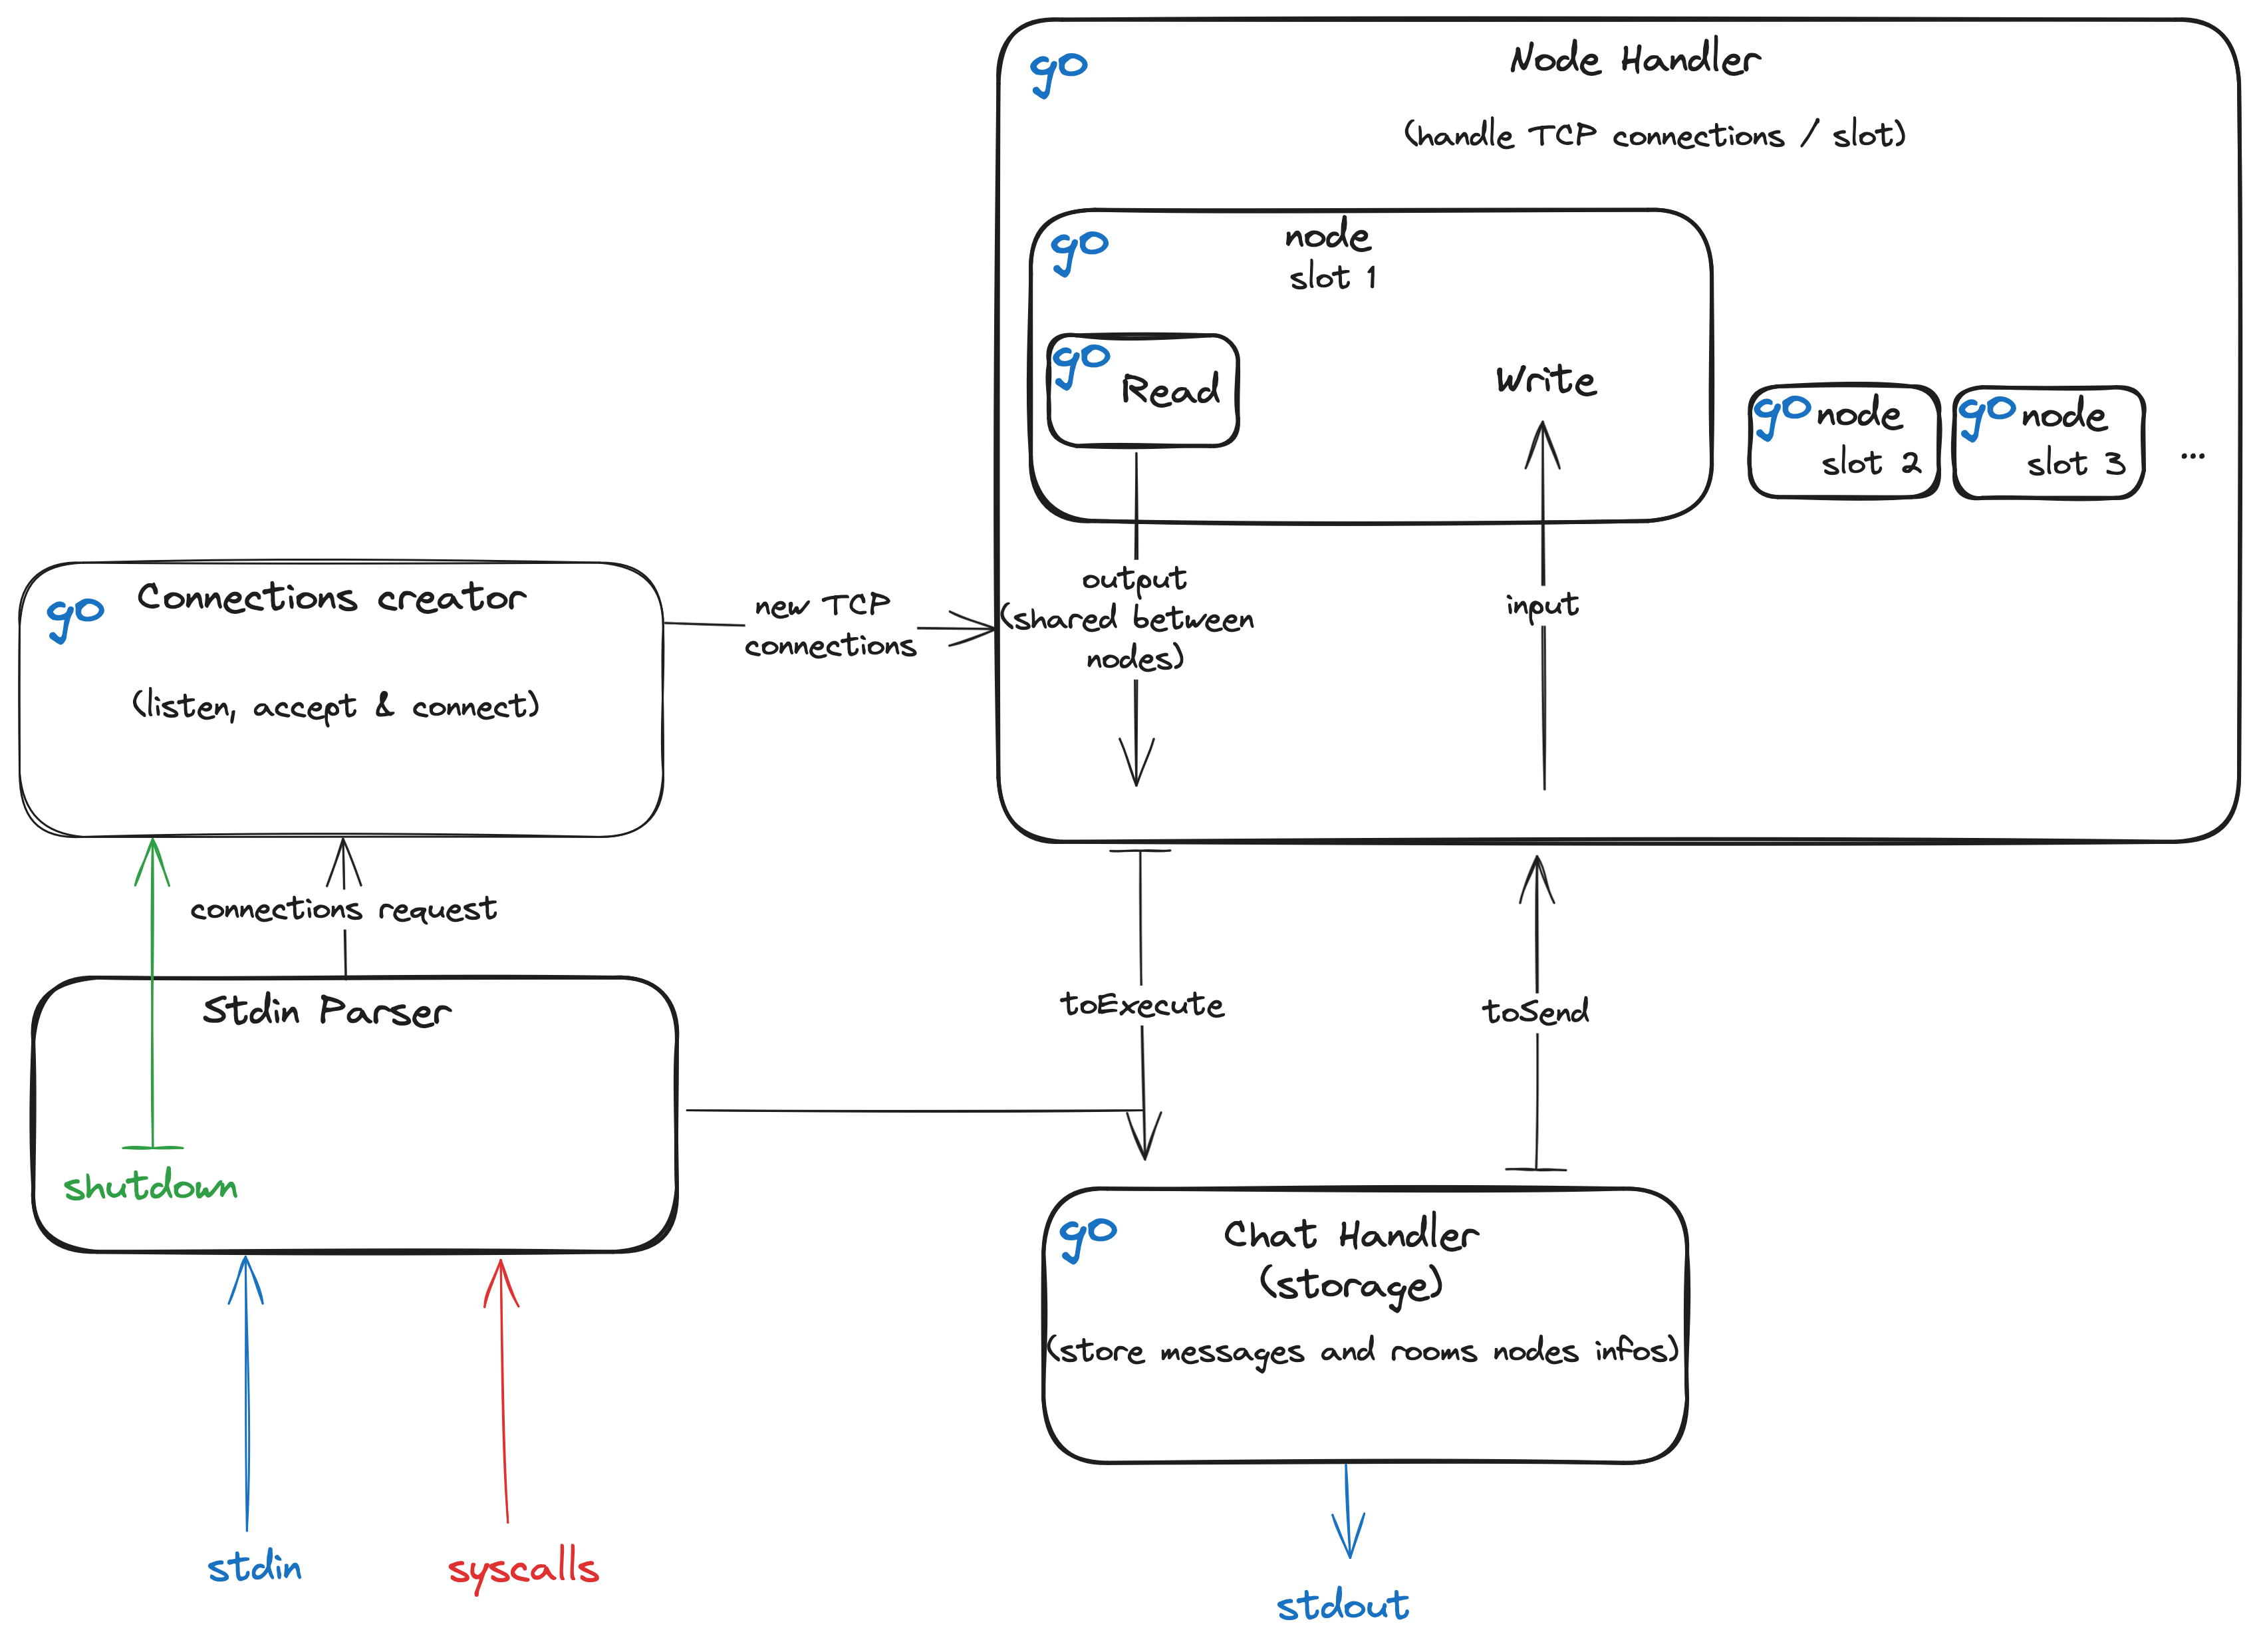 go
Node Handler
(handle TCP connections / slot)
go
node
slot 1
go
Read
Write
go
node
slot 2
go
node
slot 3
...
output
(shared between
nodes)
input
go
Connections creator
(listen, accept & connect)
new TCP
connections
connections request
Stdin Parser
shutdown
toExecute
toSend
go
Chat Handler
(storage)
(store messages and rooms nodes infos)
stdin
syscalls
stdout